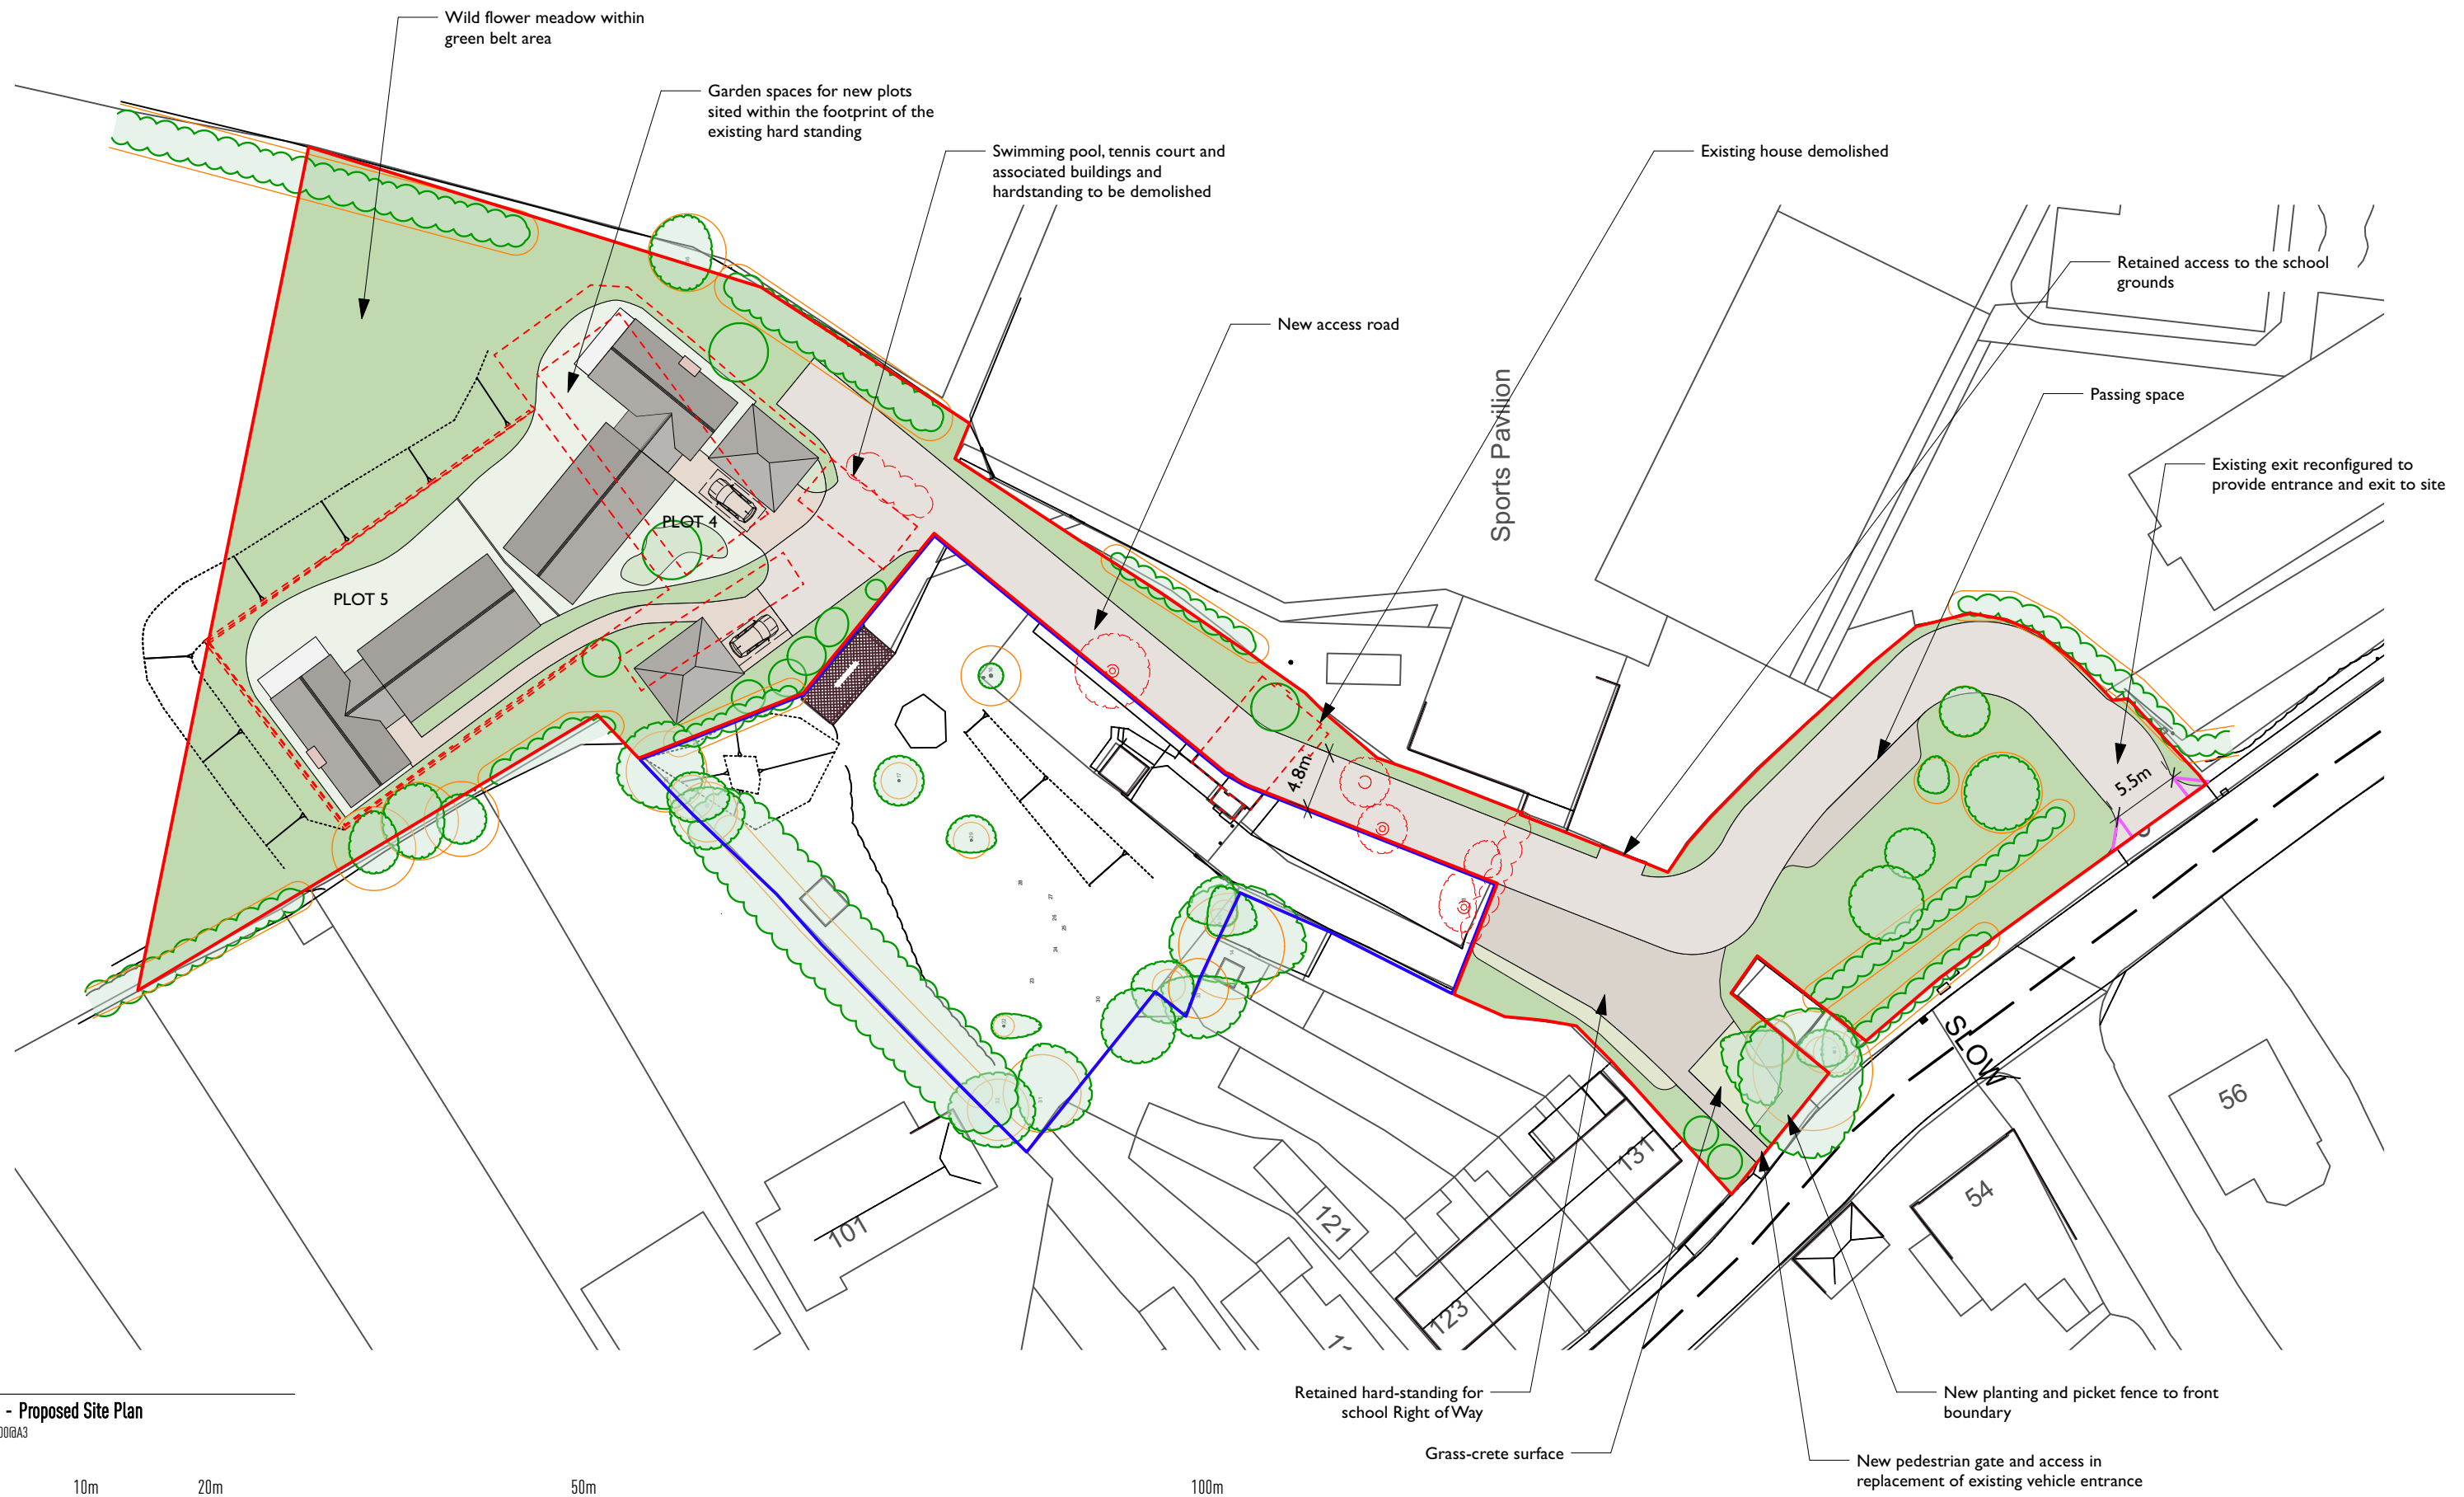 Wild flower meadow within
green belt area
Garden spaces for new plots
sited within the footprint of the
existing hard standing
Swimming pool, tennis court and
associated buildings and
hardstanding to be demolished
Existing house demolished
Retained access to the school
grounds
New access road
Passing space
Existing exit reconfigured to
provide entrance and exit to site
Sports Pavilion
PLOT 4
PLOT 5
4.8m
5.5m
SLOW
56
54
131
121
123
101
Retained hard-standing for
school Right of Way
Grass-crete surface
New planting and picket fence to front
boundary
New pedestrian gate and access in
replacement of existing vehicle entrance
- Proposed Site Plan
00@A3
10m
20m
50m
100m